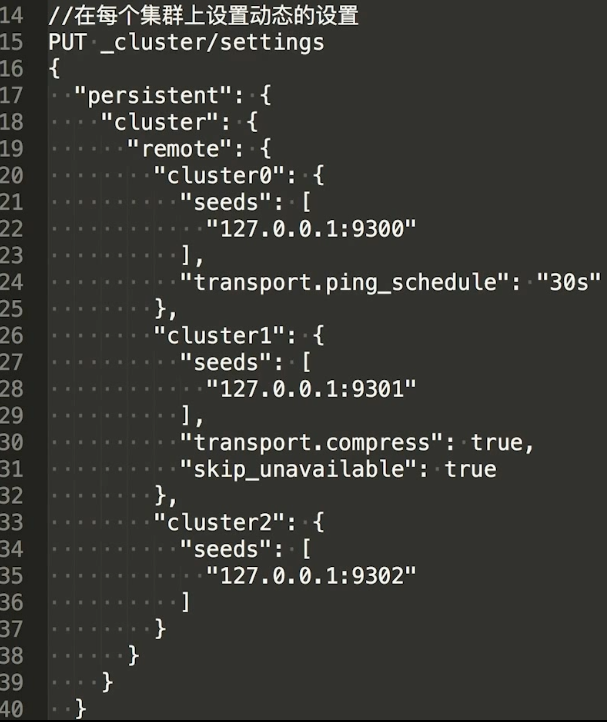 14 //在每个集群上设置动态的设置
15 PUT _cluster/settings
16 {
17   "persistent": {
18     "cluster": {
19       "remote": {
20         "cluster0": {
21           "seeds": [
22             "127.0.0.1:9300"
23           ],
24           "transport.ping_schedule": "30s"
25         },
26         "cluster1": {
27           "seeds": [
28             "127.0.0.1:9301"
29           ],
30           "transport.compress": true,
31           "skip_unavailable": true
32         },
33         "cluster2": {
34           "seeds": [
35             "127.0.0.1:9302"
36           ]
37         }
38       }
39     }
40   }